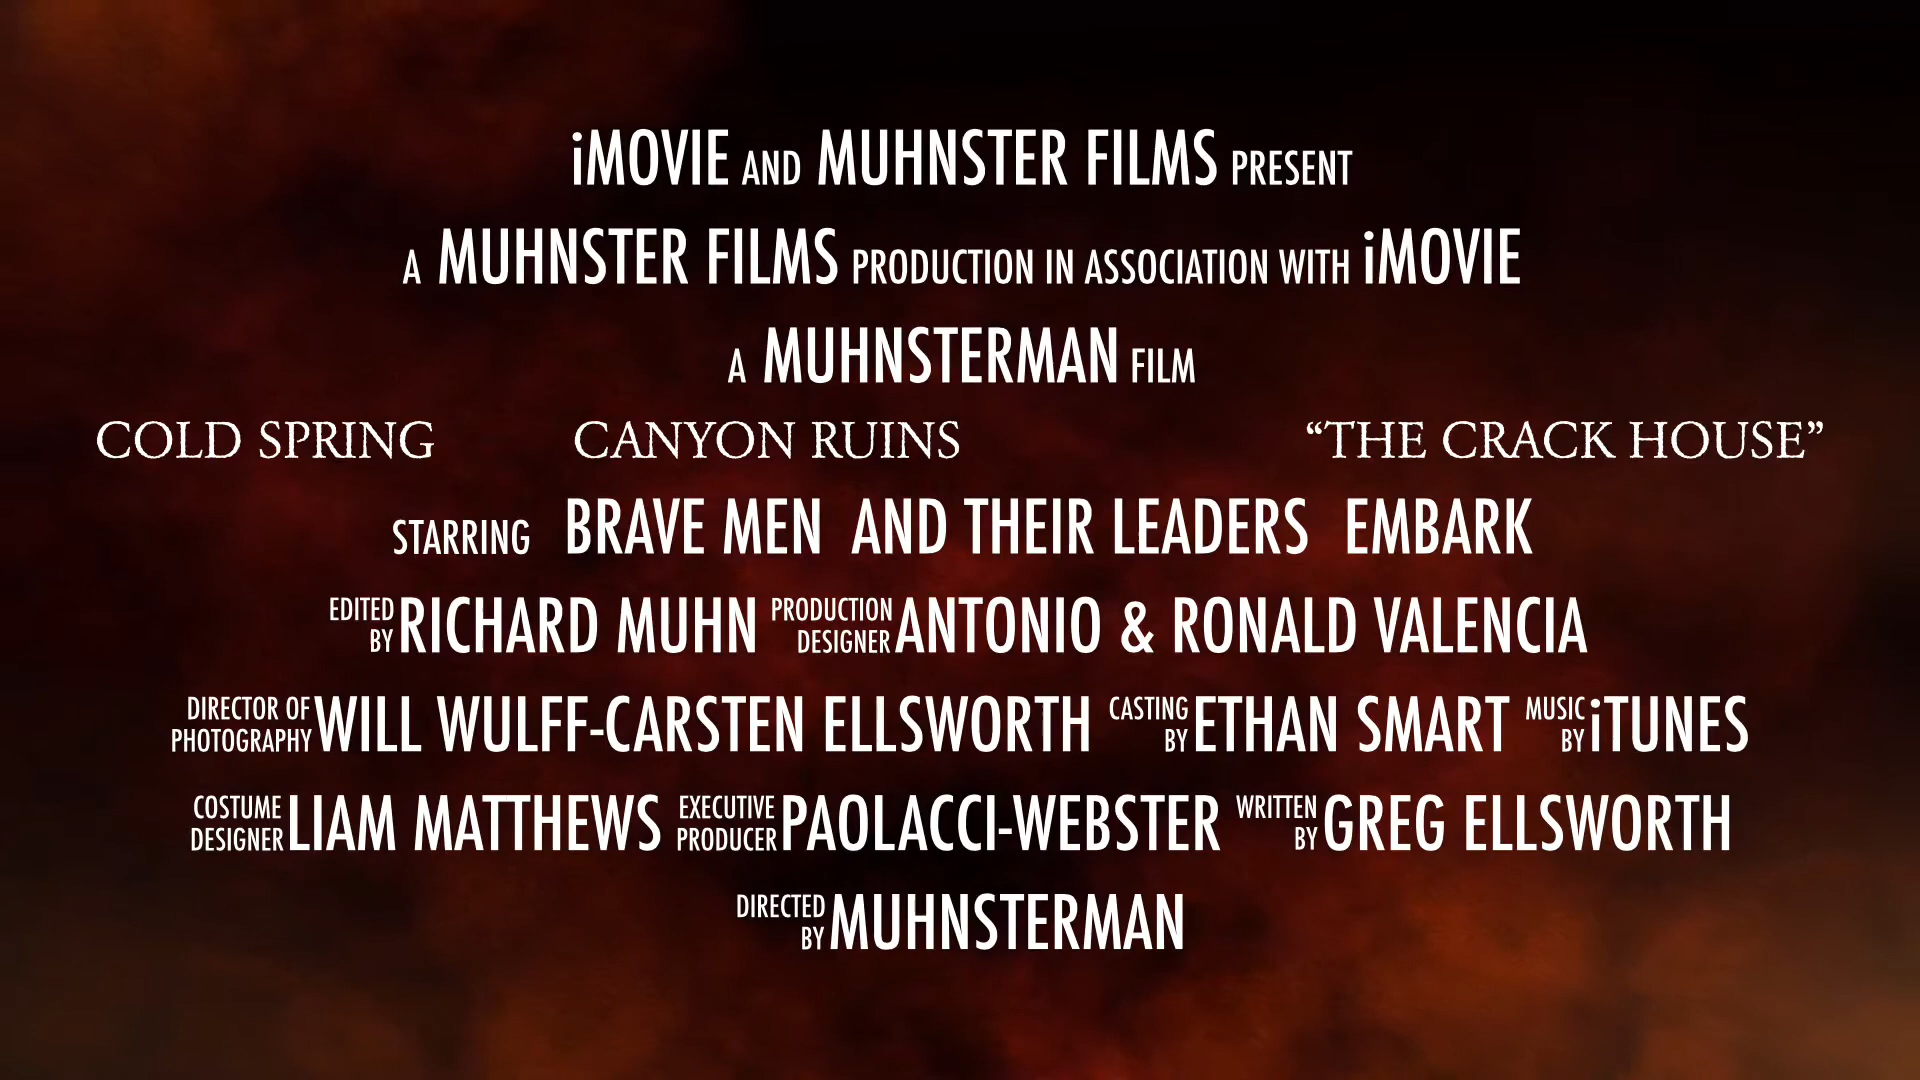 iMOVIE AND MUHNSTER FILMS PRESENT
A MUHNSTER FILMS PRODUCTION IN ASSOCIATION WITH iMOVIE
A MUHNSTERMAN FILM
COLD SPRING CANYON RUINS “THE CRACK HOUSE”
STARRING BRAVE MEN AND THEIR LEADERS EMBARK
EDITED BY RICHARD MUHN PRODUCTION DESIGNER ANTONIO & RONALD VALENCIA
DIRECTOR OF PHOTOGRAPHY WILL WULFF-CARSTEN ELLSWORTH CASTING BY ETHAN SMART MUSIC BY iTUNES
COSTUME DESIGNER LIAM MATTHEWS EXECUTIVE PRODUCER PAOLACCI-WEBSTER WRITTEN BY GREG ELLSWORTH
DIRECTED BY MUHNSTERMAN